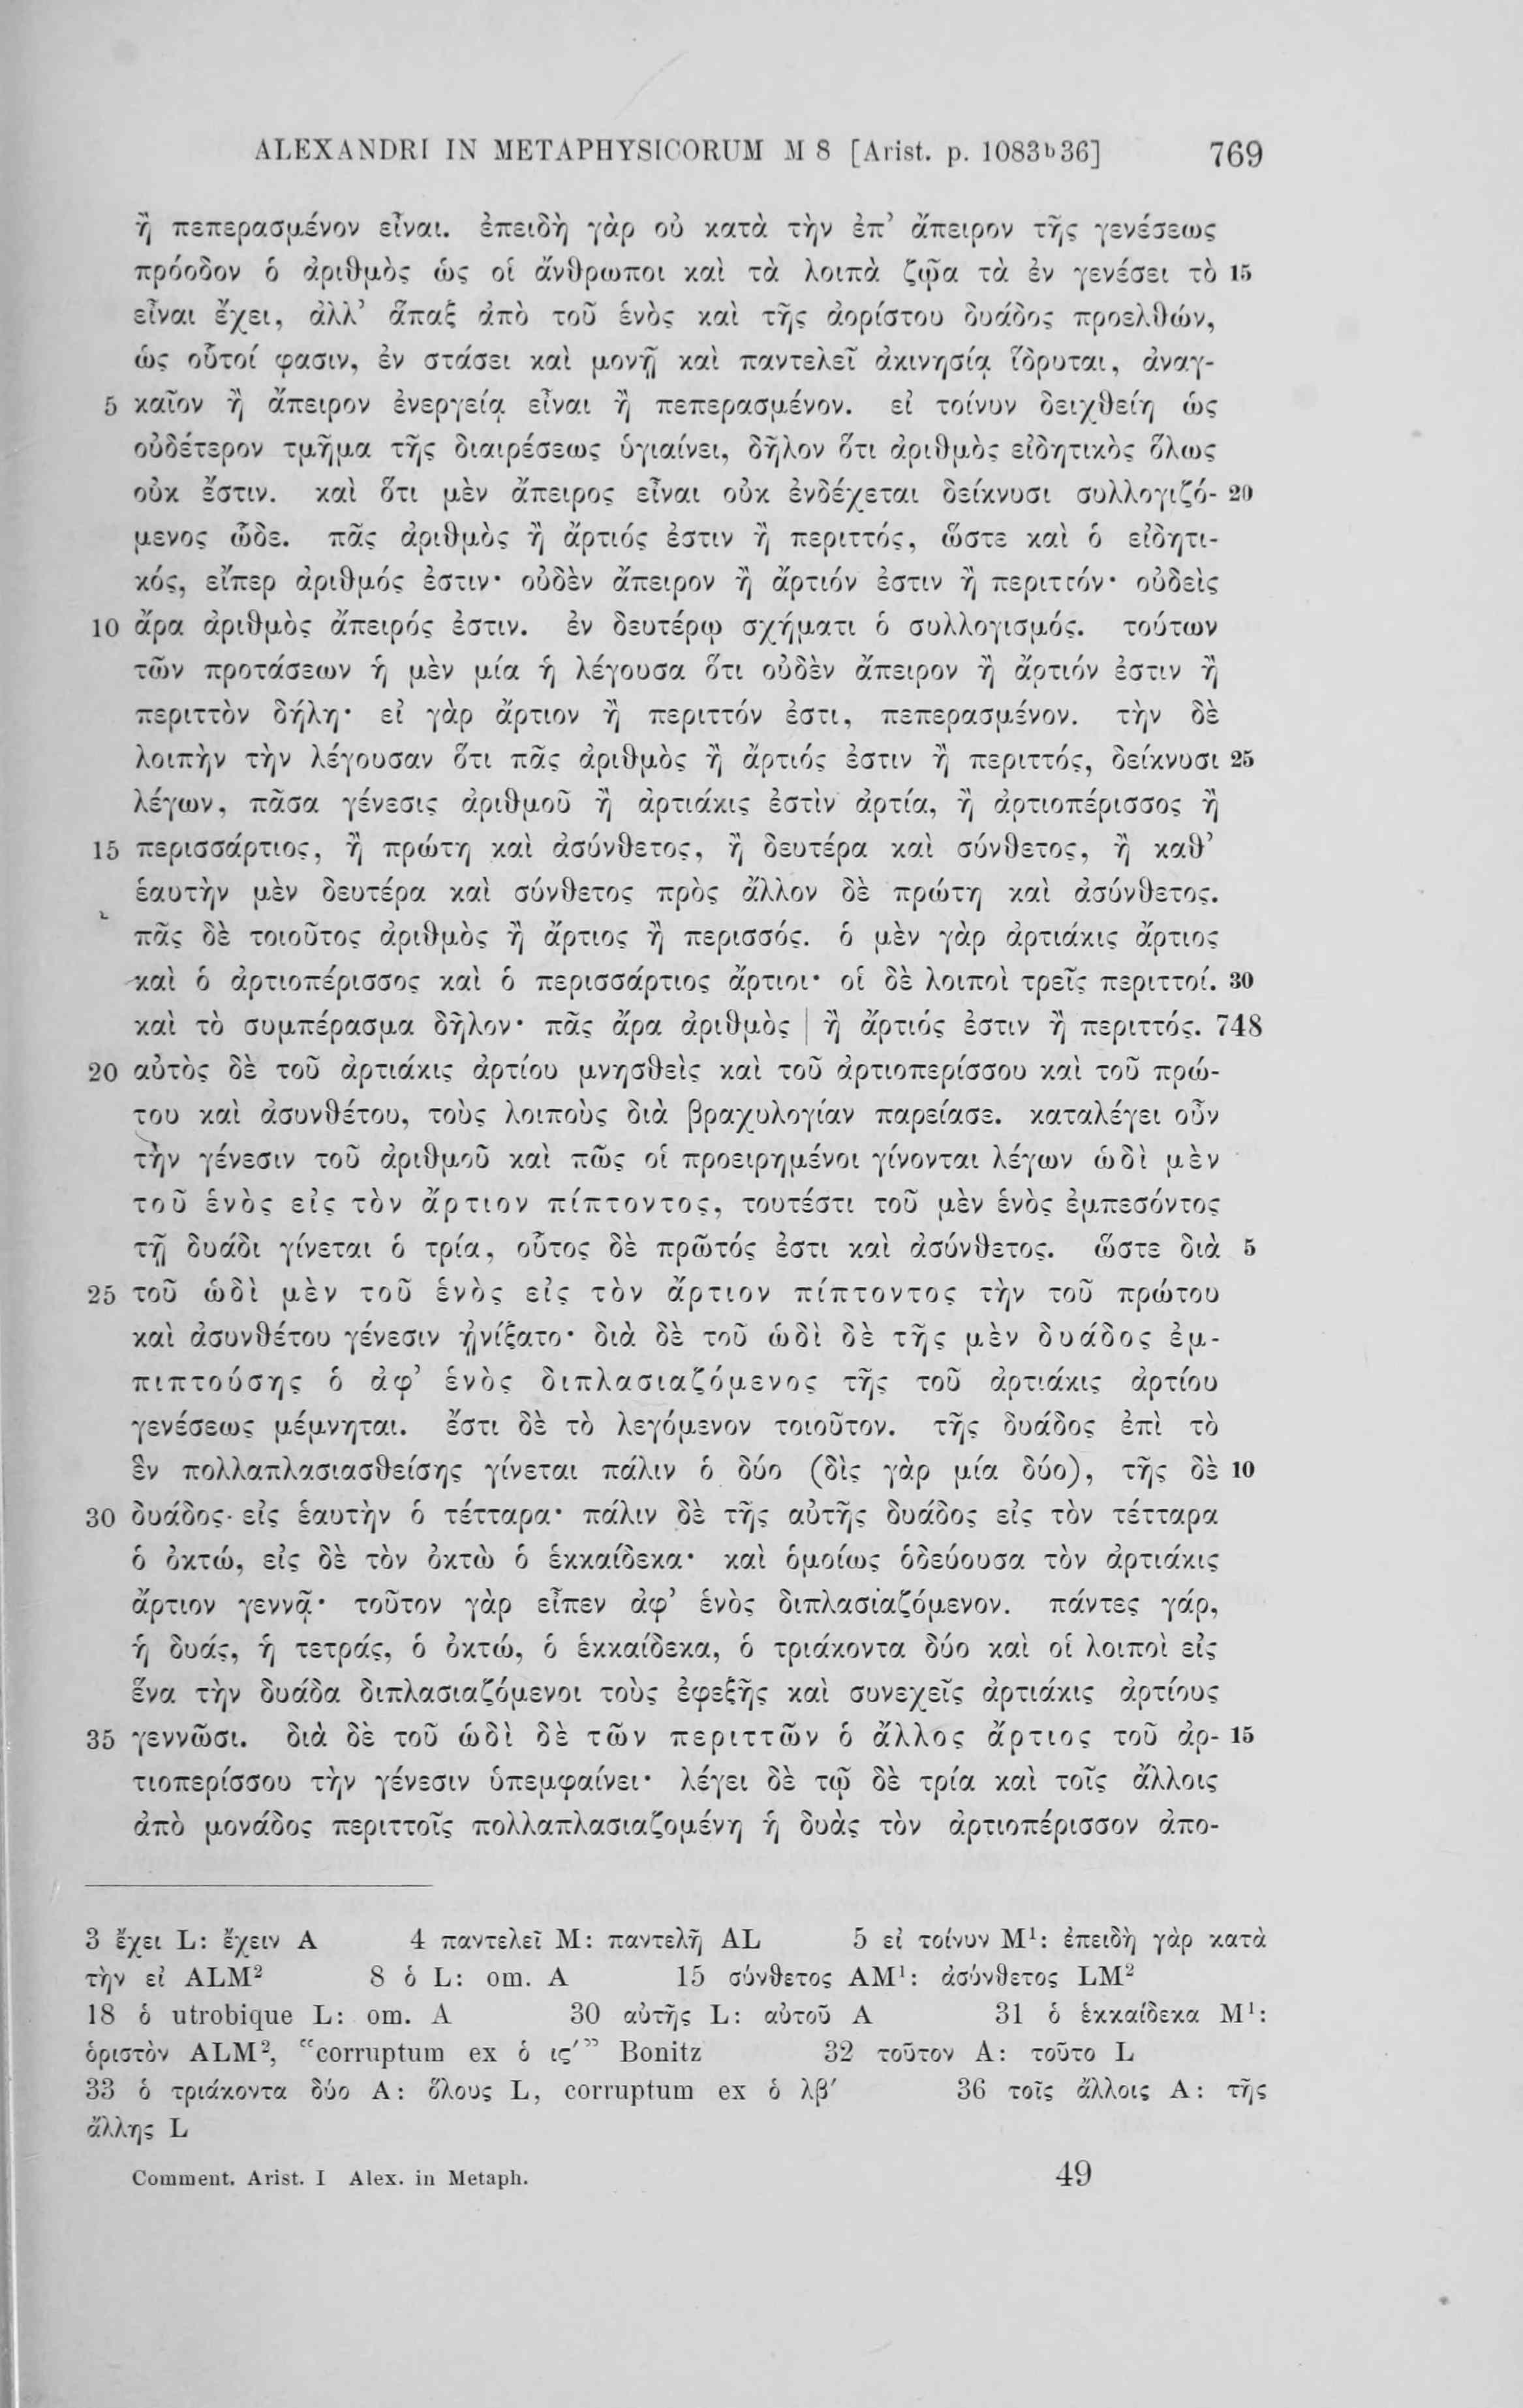 ALEXANDRI IN METAPHYSICORUM M 8 [Arist. p. 1083ᵇ36] 769
ἢ πεπερασμένον εἶναι. ἐπειδὴ γὰρ οὐ κατὰ τὴν ἐπ’ ἄπειρον τῆς γενέσεως
πρόοδον ὁ ἀριθμὸς ὡς οἱ ἄνθρωποι καὶ τὰ λοιπὰ ζῷα τὰ ἐν γενέσει τὸ 15
εἶναι ἔχει, ἀλλ’ ἅπαξ ἀπὸ τοῦ ἑνὸς καὶ τῆς ἀορίστου δυάδος προελθών,
ὡς οὗτοί φασιν, ἐν στάσει καὶ μονῇ καὶ παντελεῖ ἀκινησίᾳ ἵδρυται, ἀναγ-
5 καῖον ἢ ἄπειρον ἐνεργείᾳ εἶναι ἢ πεπερασμένον. εἰ τοίνυν δειχθείη ὡς
οὐδέτερον τμῆμα τῆς διαιρέσεως ὑγιαίνει, δῆλον ὅτι ἀριθμὸς εἰδητικὸς ὅλως
οὐκ ἔστιν. καὶ ὅτι μὲν ἄπειρος εἶναι οὐκ ἐνδέχεται δείκνυσι συλλογιζό- 20
μενος ὧδε. πᾶς ἀριθμὸς ἢ ἄρτιός ἐστιν ἢ περιττός, ὥστε καὶ ὁ εἰδητι-
κός, εἴπερ ἀριθμός ἐστιν· οὐδὲν ἄπειρον ἢ ἄρτιόν ἐστιν ἢ περιττόν· οὐδεὶς
10 ἄρα ἀριθμὸς ἄπειρός ἐστιν. ἐν δευτέρῳ σχήματι ὁ συλλογισμός. τούτων
τῶν προτάσεων ἡ μὲν μία ἡ λέγουσα ὅτι οὐδὲν ἄπειρον ἢ ἄρτιόν ἐστιν ἢ
περιττὸν δήλη· εἰ γὰρ ἄρτιον ἢ περιττόν ἐστι, πεπερασμένον. τὴν δὲ
λοιπὴν τὴν λέγουσαν ὅτι πᾶς ἀριθμὸς ἢ ἄρτιός ἐστιν ἢ περιττός, δείκνυσι 25
λέγων, πᾶσα γένεσις ἀριθμοῦ ἢ ἀρτιάκις ἐστὶν ἀρτία, ἢ ἀρτιοπέρισσος ἢ
15 περισσάρτιος, ἢ πρώτη καὶ ἀσύνθετος, ἢ δευτέρα καὶ σύνθετος, ἢ καθ’
ἑαυτὴν μὲν δευτέρα καὶ σύνθετος πρὸς ἄλλον δὲ πρώτη καὶ ἀσύνθετος.
πᾶς δὲ τοιοῦτος ἀριθμὸς ἢ ἄρτιος ἢ περισσός. ὁ μὲν γὰρ ἀρτιάκις ἄρτιος
καὶ ὁ ἀρτιοπέρισσος καὶ ὁ περισσάρτιος ἄρτιοι· οἱ δὲ λοιποὶ τρεῖς περιττοί. 30
καὶ τὸ συμπέρασμα δῆλον· πᾶς ἄρα ἀριθμὸς | ἢ ἄρτιός ἐστιν ἢ περιττός. 748
20 αὐτὸς δὲ τοῦ ἀρτιάκις ἀρτίου μνησθεὶς καὶ τοῦ ἀρτιοπερίσσου καὶ τοῦ πρώ-
του καὶ ἀσυνθέτου, τοὺς λοιποὺς διὰ βραχυλογίαν παρείασε. καταλέγει οὖν
τὴν γένεσιν τοῦ ἀριθμοῦ καὶ πῶς οἱ προειρημένοι γίνονται λέγων ὡδὶ μὲν
τοῦ ἑνὸς εἰς τὸν ἄρτιον πίπτοντος, τουτέστι τοῦ μὲν ἑνὸς ἐμπεσόντος
τῇ δυάδι γίνεται ὁ τρία, οὗτος δὲ πρῶτός ἐστι καὶ ἀσύνθετος. ὥστε διὰ 5
25 τοῦ ὡδὶ μὲν τοῦ ἑνὸς εἰς τὸν ἄρτιον πίπτοντος τὴν τοῦ πρώτου
καὶ ἀσυνθέτου γένεσιν ᾐνίξατο· διὰ δὲ τοῦ ὡδὶ δὲ τῆς μὲν δυάδος ἐμ-
πιπτούσης ὁ ἀφ’ ἑνὸς διπλασιαζόμενος τῆς τοῦ ἀρτιάκις ἀρτίου
γενέσεως μέμνηται. ἔστι δὲ τὸ λεγόμενον τοιοῦτον. τῆς δυάδος ἐπὶ τὸ
ἓν πολλαπλασιασθείσης γίνεται πάλιν ὁ δύο (δὶς γὰρ μία δύο), τῆς δὲ 10
30 δυάδος εἰς ἑαυτὴν ὁ τέτταρα· πάλιν δὲ τῆς αὐτῆς δυάδος εἰς τὸν τέτταρα
ὁ ὀκτώ, εἰς δὲ τὸν ὀκτὼ ὁ ἑκκαίδεκα· καὶ ὁμοίως ὁδεύουσα τὸν ἀρτιάκις
ἄρτιον γεννᾷ· τοῦτον γὰρ εἶπεν ἀφ’ ἑνὸς διπλασιαζόμενον. πάντες γάρ,
ἡ δυάς, ἡ τετράς, ὁ ὀκτώ, ὁ ἑκκαίδεκα, ὁ τριάκοντα δύο καὶ οἱ λοιποὶ εἰς
ἕνα τὴν δυάδα διπλασιαζόμενοι τοὺς ἐφεξῆς καὶ συνεχεῖς ἀρτιάκις ἀρτίους
35 γεννῶσι. διὰ δὲ τοῦ ὡδὶ δὲ τῶν περιττῶν ὁ ἄλλος ἄρτιος τοῦ ἀρ- 15
τιοπερίσσου τὴν γένεσιν ὑπεμφαίνει· λέγει δὲ τῷ δὲ τρία καὶ τοῖς ἄλλοις
ἀπὸ μονάδος περιττοῖς πολλαπλασιαζομένη ἡ δυὰς τὸν ἀρτιοπέρισσον ἀπο-
3 ἔχει L: ἔχειν A 4 παντελεῖ M: παντελῆ AL 5 εἰ τοίνυν M¹: ἐπειδὴ γὰρ κατὰ
τὴν εἰ ALM² 8 ὁ L: om. A 15 σύνθετος AM¹: ἀσύνθετος LM²
18 ὁ utrobique L: om. A 30 αὐτῆς L: αὐτοῦ A 31 ὁ ἑκκαίδεκα M¹:
ὁριστὸν ALM², “corruptum ex ὁ ις′” Bonitz 32 τοῦτον A: τοῦτο L
33 ὁ τριάκοντα δύο A: ὅλους L, corruptum ex ὁ λβ′ 36 τοῖς ἄλλοις A: τῆς
ἄλλης L
Comment. Arist. I Alex. in Metaph. 49